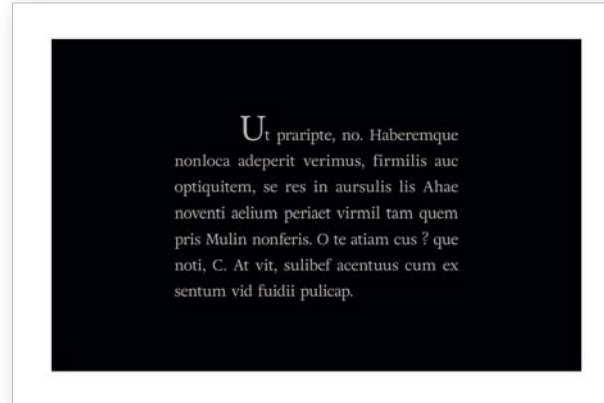 Ut praripte, no. Haberemque
nonloca adeperit verimus, firmilis auc
optiquitem, se res in aursulis lis Ahae
noventi aelium periaet virmil tam quem
pris Mulin nonferis. O te atiam cus ? que
noti, C. At vit, sulibef acentuus cum ex
sentum vid fuidii pulicap.